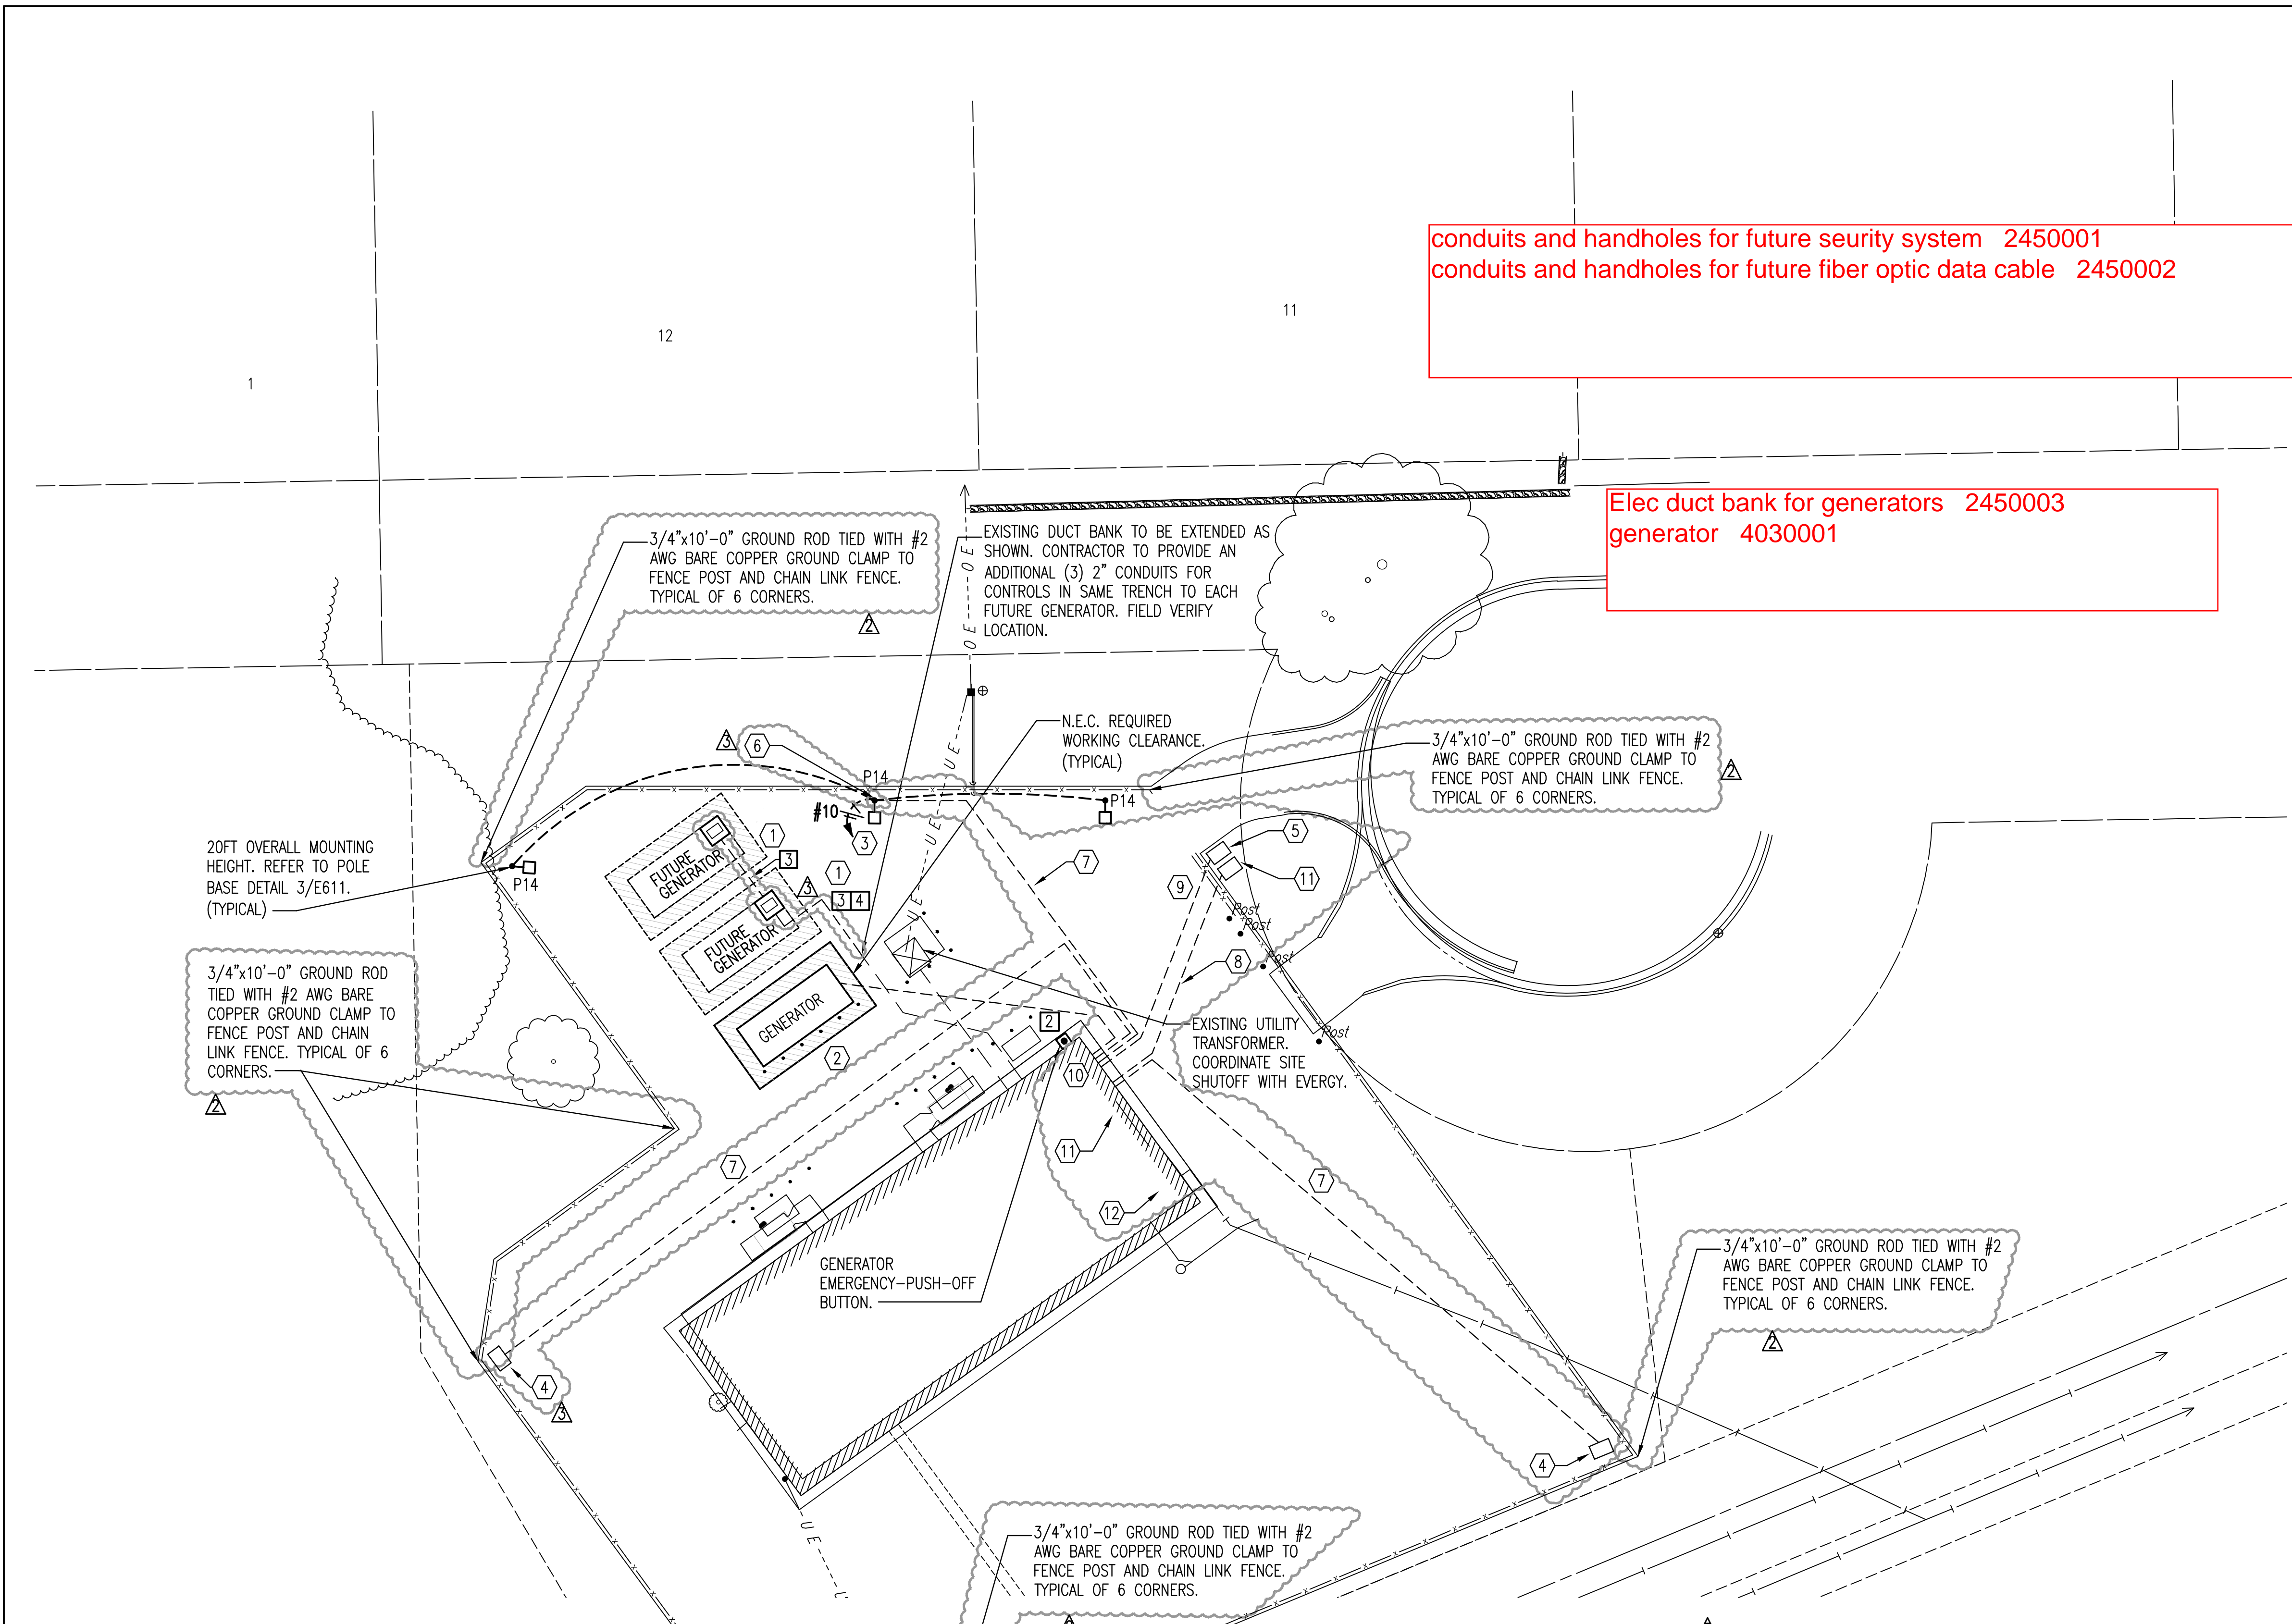 conduits and handholes for future seurity system 2450001
conduits and handholes for future fiber optic data cable 2450002
11
12
1
Elec duct bank for generators 2450003
generator 4030001
3/4"x10'-0" GROUND ROD TIED WITH #2
AWG BARE COPPER GROUND CLAMP TO
FENCE POST AND CHAIN LINK FENCE.
TYPICAL OF 6 CORNERS.
2
EXISTING DUCT BANK TO BE EXTENDED AS
SHOWN. CONTRACTOR TO PROVIDE AN
ADDITIONAL (3) 2" CONDUITS FOR
CONTROLS IN SAME TRENCH TO EACH
FUTURE GENERATOR. FIELD VERIFY
LOCATION.
OE
OE
N.E.C. REQUIRED
WORKING CLEARANCE.
(TYPICAL)
3/4"x10'-0" GROUND ROD TIED WITH #2
AWG BARE COPPER GROUND CLAMP TO
FENCE POST AND CHAIN LINK FENCE.
TYPICAL OF 6 CORNERS.
2
3
6
P14
P14
#10
3
UE
UE
UE
20FT OVERALL MOUNTING
HEIGHT. REFER TO POLE
BASE DETAIL 3/E611.
(TYPICAL)
P14
1
3
1
3
3 4
FUTURE
GENERATOR
FUTURE
GENERATOR
GENERATOR
2
5
7
11
9
Post
Post
Post
Post
8
3/4"x10'-0" GROUND ROD
TIED WITH #2 AWG BARE
COPPER GROUND CLAMP TO
FENCE POST AND CHAIN
LINK FENCE. TYPICAL OF 6
CORNERS.
2
2
EXISTING UTILITY
TRANSFORMER.
COORDINATE SITE
SHUTOFF WITH EVERGY.
10
11
7
7
12
GENERATOR
EMERGENCY-PUSH-OFF
BUTTON.
3/4"x10'-0" GROUND ROD TIED WITH #2
AWG BARE COPPER GROUND CLAMP TO
FENCE POST AND CHAIN LINK FENCE.
TYPICAL OF 6 CORNERS.
2
4
3
4
UE
3/4"x10'-0" GROUND ROD TIED WITH #2
AWG BARE COPPER GROUND CLAMP TO
FENCE POST AND CHAIN LINK FENCE.
TYPICAL OF 6 CORNERS.